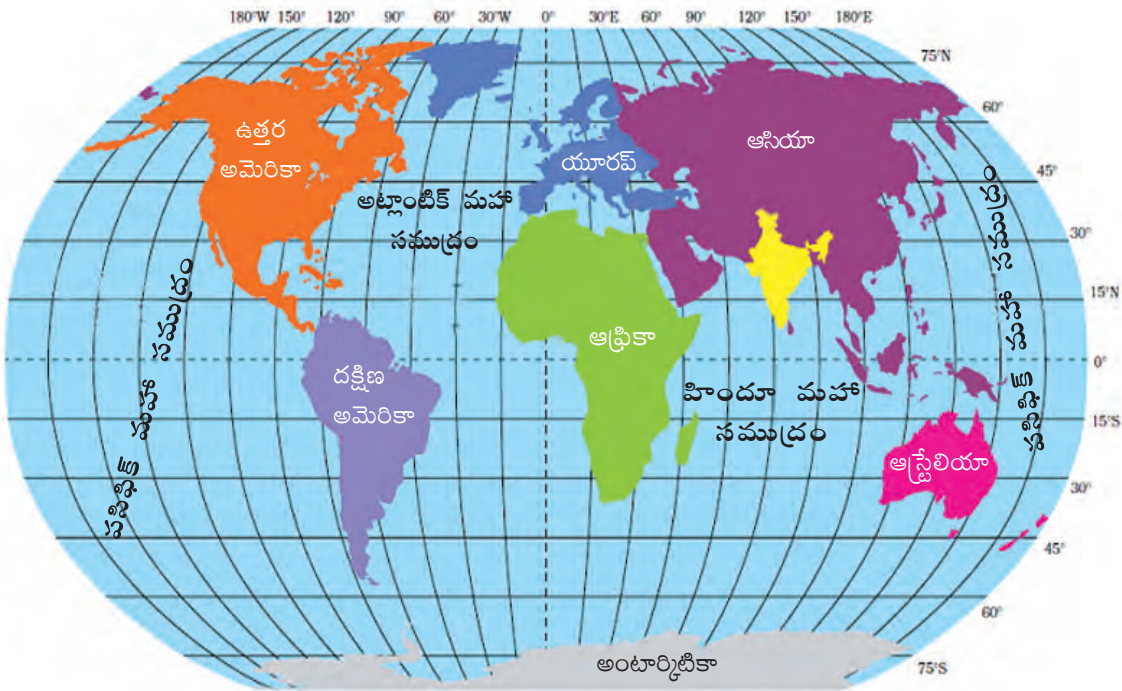 180°W 150° 120° 90° 60° 30°W 0° 30°E 60° 90° 120° 150° 180°E
75°N
60°
45°
30°
15°N
0°
15°S
30°
45°
60°
75°S
ఉత్తర
అమెరికా
యూరప్
ఆసియా
అట్లాంటిక్ మహా
సముద్రం
పసిఫిక్ మహా సముద్రం
పసిఫిక్ మహా సముద్రం
ఆఫ్రికా
దక్షిణ
అమెరికా
హిందూ మహా
సముద్రం
ఆస్ట్రేలియా
అంటార్కిటికా